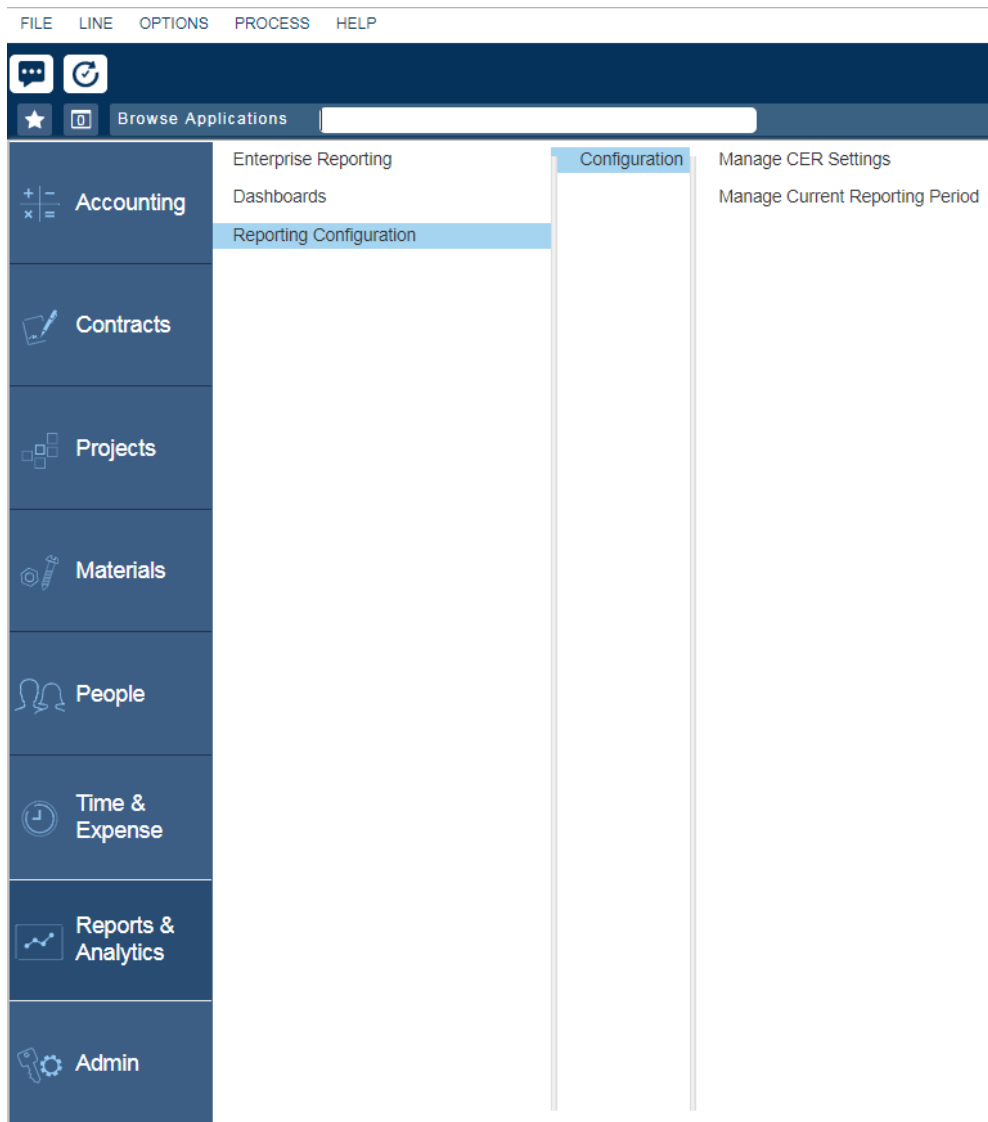 FILE LINE OPTIONS PROCESS HELP
0 Browse Applications
Accounting
Contracts
Projects
Materials
People
Time &
Expense
Reports &
Analytics
Admin
Enterprise Reporting
Dashboards
Reporting Configuration
Configuration
Manage CER Settings
Manage Current Reporting Period